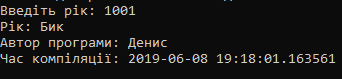 Введіть рік: 1001
Рік: Бик
Автор програми: Денис
Час компіляції: 2019-06-08 19:18:01.163561